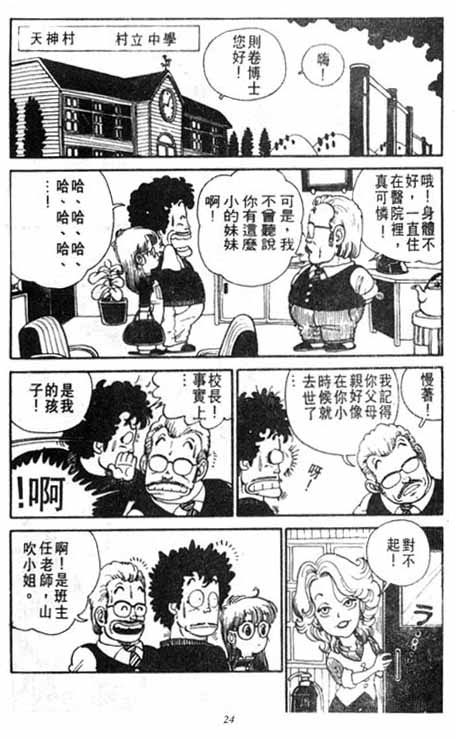 天神村 村立中學
嗨！
則卷博士
您好！
哦！身體不
好，一直住
在醫院裡，
真可憐！
可是，我
不曾聽說
你有這麼
小的妹妹
啊！
哈、哈、哈、
哈、哈、哈、
…！
慢著！
我記得
你父母
親好像
在你小
時候就
去世了
…
呀！
校長！
事實上
…
是我
的孩
子！
啊！
對不
起！
ラ…
啊！是班主
任老師，山
吹小姐。
24